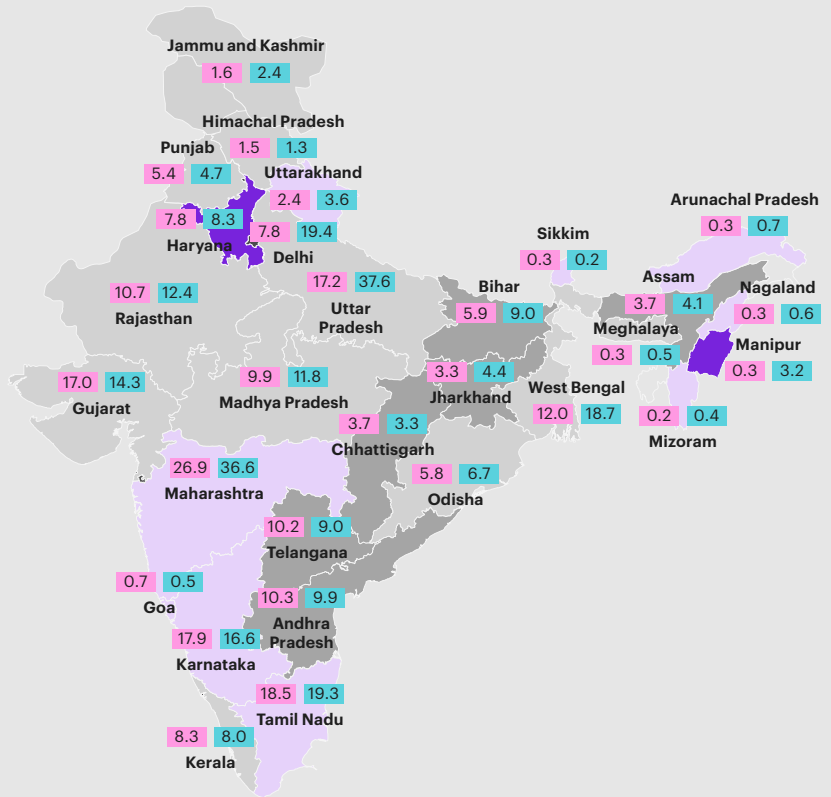 Jammu and Kashmir
1.6 2.4
Himachal Pradesh
1.5 1.3
Punjab
5.4 4.7
Uttarakhand
2.4 3.6
7.8 8.3
Haryana
7.8 19.4
Delhi
Arunachal Pradesh
0.3 0.7
Sikkim
0.3 0.2
Assam
3.7 4.1
Nagaland
0.3 0.6
Meghalaya
0.3 0.5
Manipur
0.3 3.2
0.2 0.4
Mizoram
10.7 12.4
Rajasthan
17.2 37.6
Uttar
Pradesh
Bihar
5.9 9.0
17.0 14.3
Gujarat
9.9 11.8
Madhya Pradesh
3.3 4.4
Jharkhand
West Bengal
12.0 18.7
3.7 3.3
Chhattisgarh
5.8 6.7
Odisha
26.9 36.6
Maharashtra
10.2 9.0
Telangana
0.7 0.5
Goa
10.3 9.9
Andhra
Pradesh
17.9 16.6
Karnataka
18.5 19.3
Tamil Nadu
8.3 8.0
Kerala